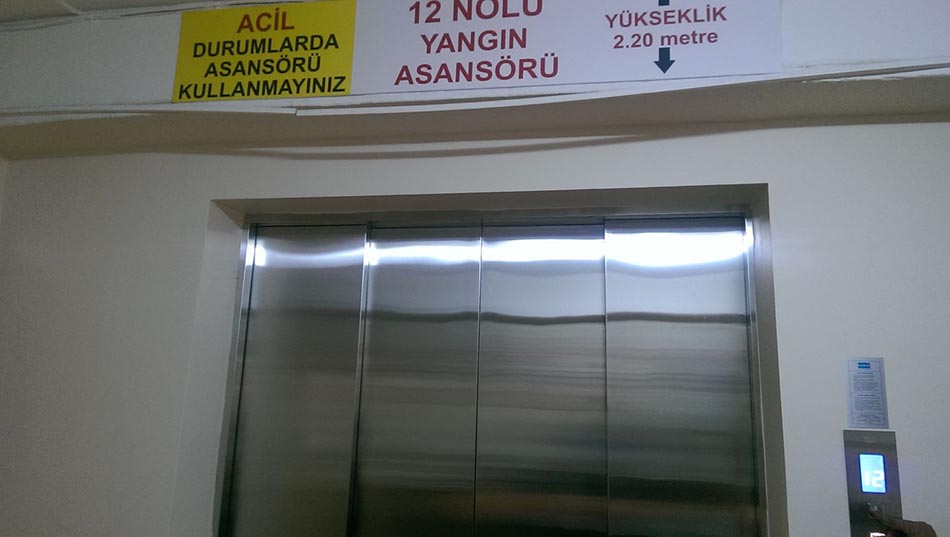 ACİL
DURUMLARDA
ASANSÖRÜ
KULLANMAYINIZ
12 NOLU
YANGIN
ASANSÖRÜ
YÜKSEKLİK
2.20 metre
12